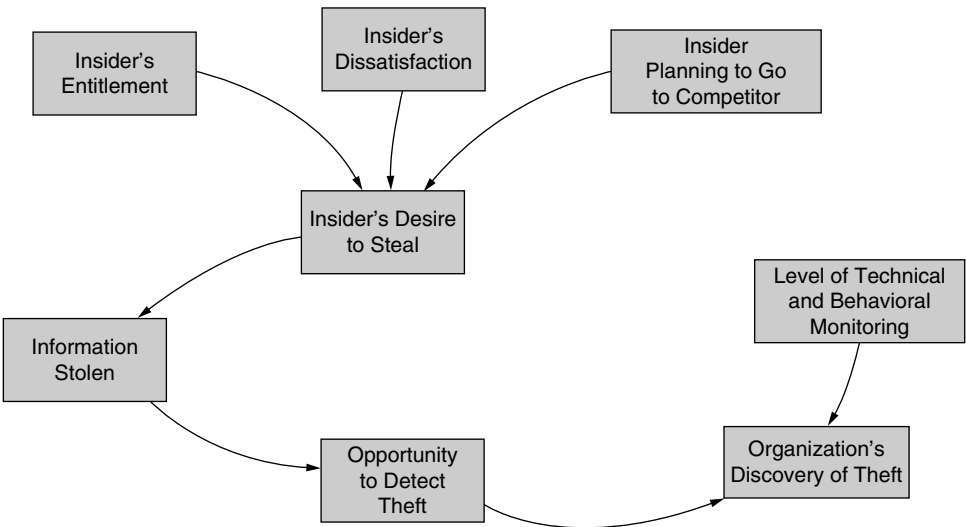 Insider's
Entitlement
Insider's
Dissatisfaction
Insider
Planning to Go
to Competitor
Insider's Desire
to Steal
Level of Technical
and Behavioral
Monitoring
Information
Stolen
Opportunity
to Detect
Theft
Organization's
Discovery of Theft